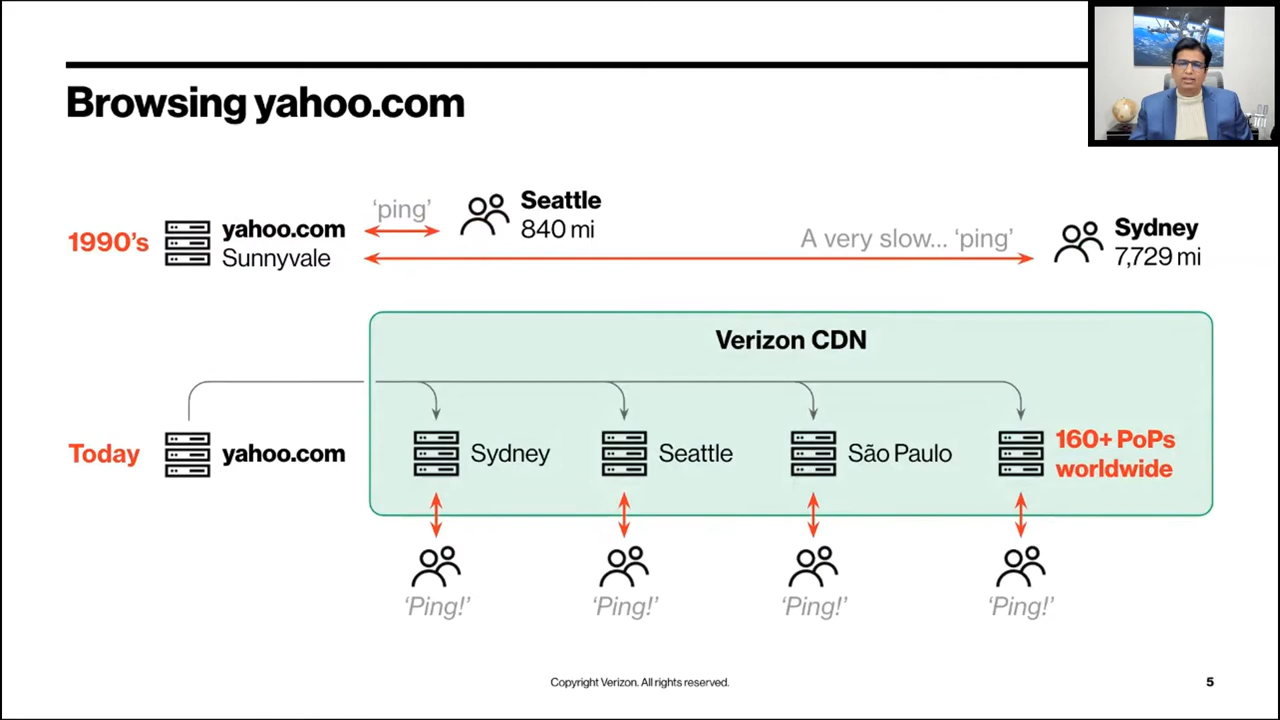 Browsing yahoo.com
1990's
yahoo.com
Sunnyvale
‘ping’
Seattle
840 mi
A very slow... ‘ping’
Sydney
7,729 mi
Verizon CDN
Today
yahoo.com
Sydney
Seattle
São Paulo
160+ PoPs
worldwide
‘Ping!’
‘Ping!’
‘Ping!’
‘Ping!’
Copyright Verizon. All rights reserved.
5